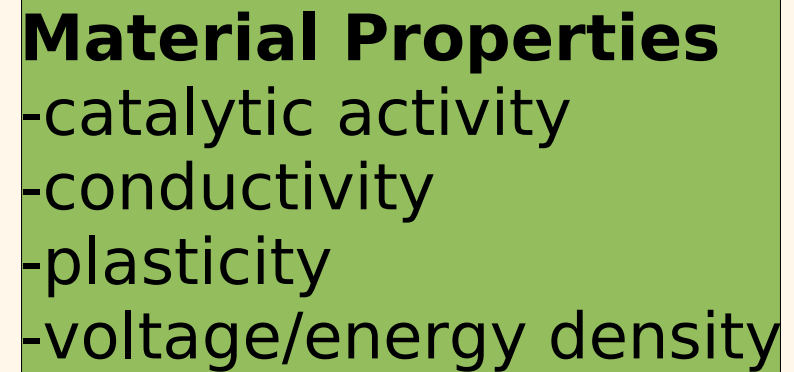 Material Properties
-catalytic activity
-conductivity
-plasticity
-voltage/energy density